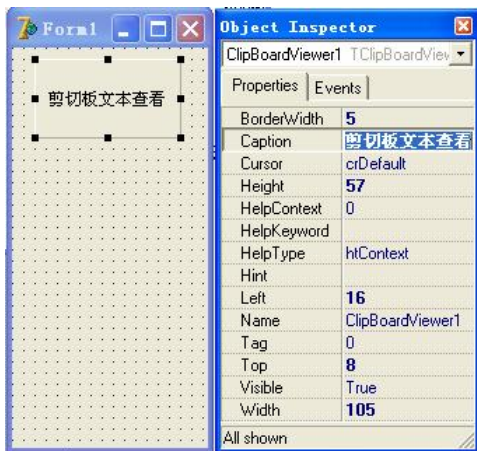 Form1
剪切板文本查看
Object Inspector
ClipBoardViewer1 TClipBoardView
Properties Events
BorderWidth 5
Caption 剪切板文本查看
Cursor crDefault
Height 57
HelpContext 0
HelpKeyword
HelpType htContext
Hint
Left 16
Name ClipBoardViewer1
Tag 0
Top 8
Visible True
Width 105
All shown